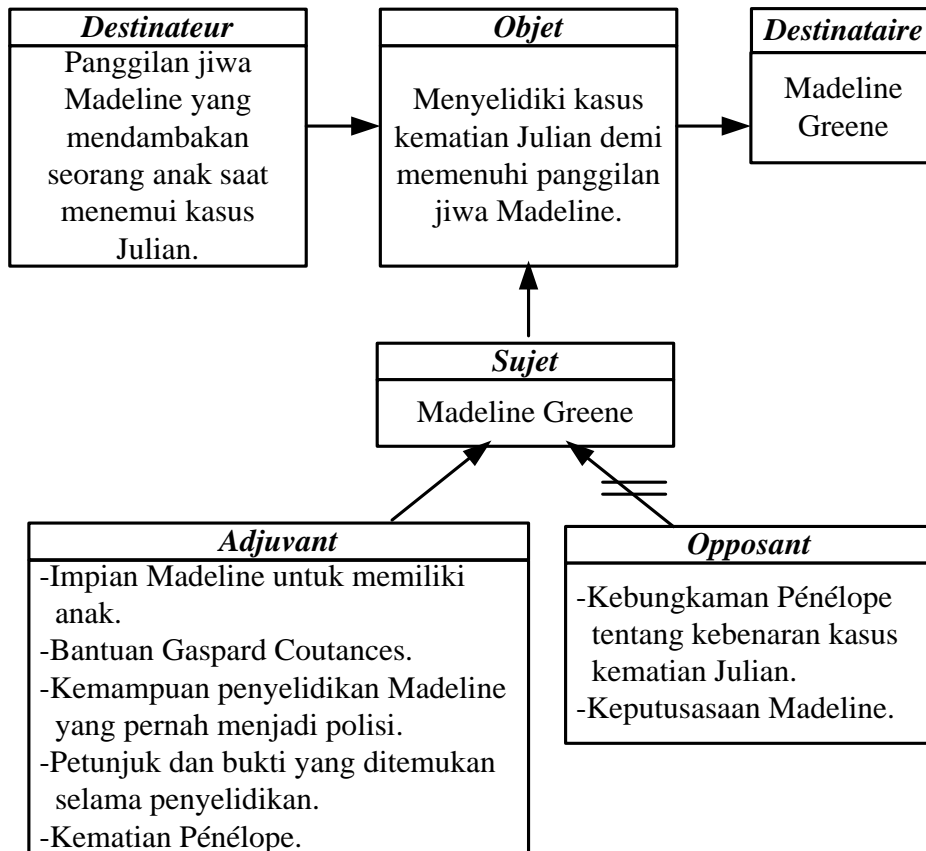 Destinateur
Panggilan jiwa
Madeline yang
mendambakan
seorang anak saat
menemui kasus
Julian.
Objet
Menyelidiki kasus
kematian Julian demi
memenuhi panggilan
jiwa Madeline.
Destinataire
Madeline
Greene
Sujet
Madeline Greene
Adjuvant
-Impian Madeline untuk memiliki
anak.
-Bantuan Gaspard Coutances.
-Kemampuan penyelidikan Madeline
yang pernah menjadi polisi.
-Petunjuk dan bukti yang ditemukan
selama penyelidikan.
-Kematian Pénélope.
Opposant
-Kebungkaman Pénélope
tentang kebenaran kasus
kematian Julian.
-Keputusasaan Madeline.